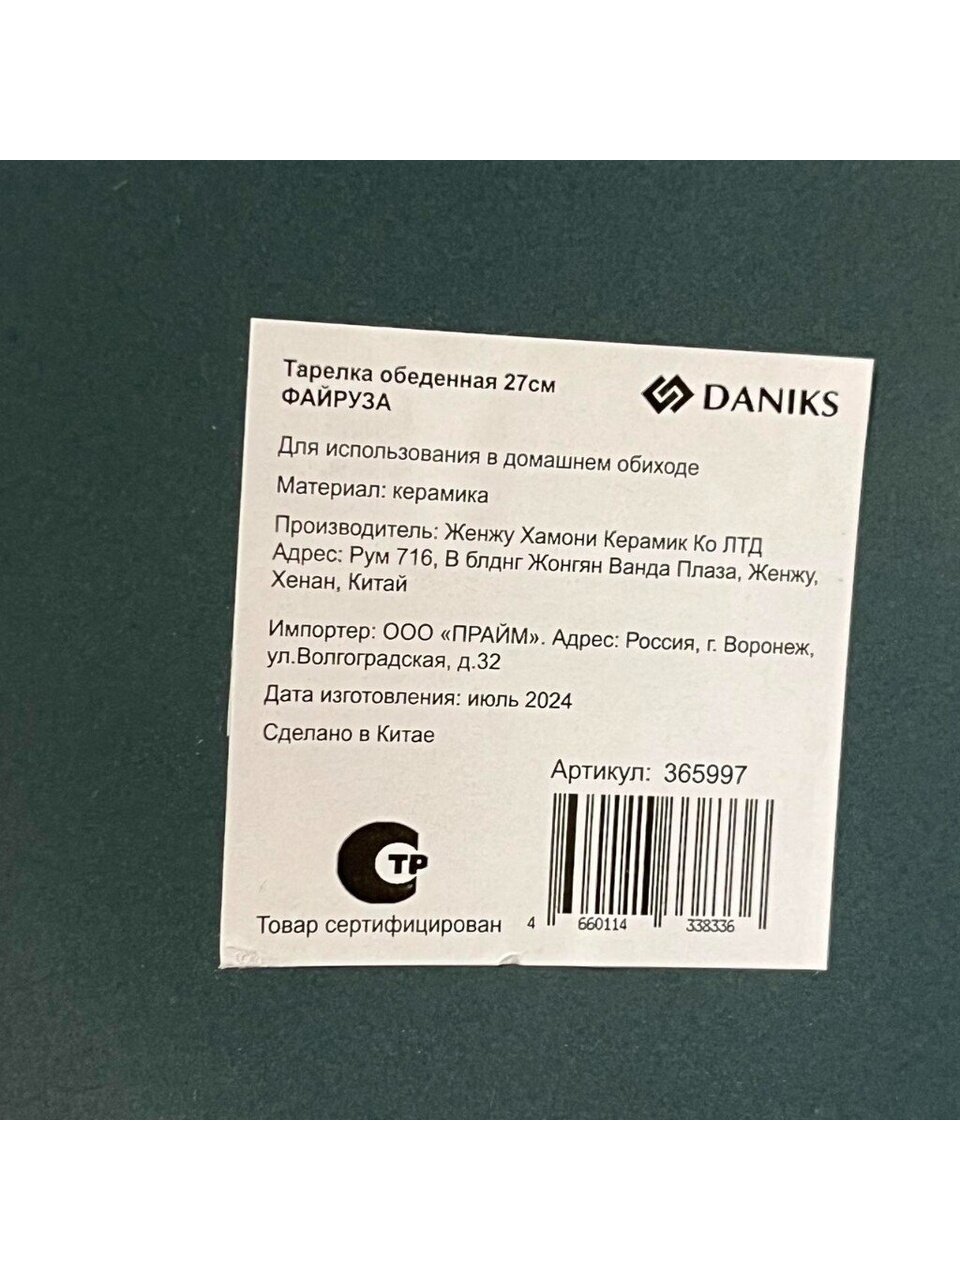 Тарелка обеденная 27см
ФАЙРУЗА
DANIKS
Для использования в домашнем обиходе
Материал: керамика
Производитель: Женжу Хамони Керамик Ко ЛТД
Адрес: Рум 716, В блднг Жонгян Ванда Плаза, Женжу,
Хенан, Китай
Импортер: ООО «ПРАЙМ». Адрес: Россия, г. Воронеж,
ул.Волгоградская, д.32
Дата изготовления: июль 2024
Сделано в Китае
Артикул: 365997
СТР
Товар сертифицирован
4 660114 338336